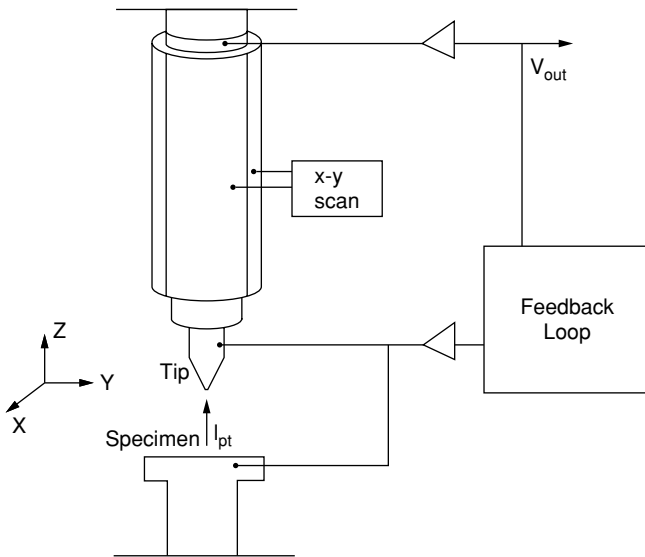 V_out
x-y
scan
Feedback
Loop
Z
Y
X
Tip
I_pt
Specimen